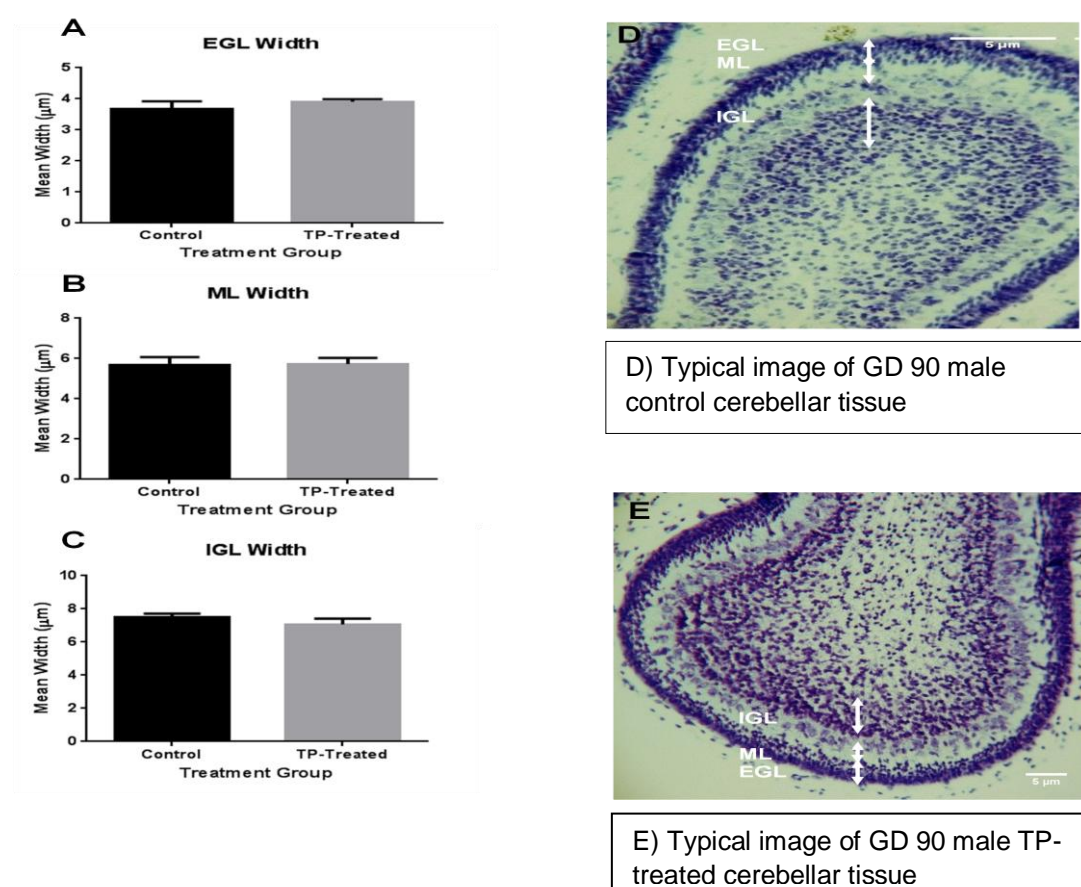 A
EGL Width
Mean Width (µm)
5
4
3
2
1
0
Control TP-Treated
Treatment Group
B
ML Width
Mean Width (µm)
8
6
4
2
0
Control TP-Treated
Treatment Group
C
IGL Width
Mean Width (µm)
10
8
6
4
2
0
Control TP-Treated
Treatment Group
D
EGL
ML
IGL
5 µm
D) Typical image of GD 90 male
control cerebellar tissue
E
IGL
ML
EGL
5 µm
E) Typical image of GD 90 male TP-
treated cerebellar tissue